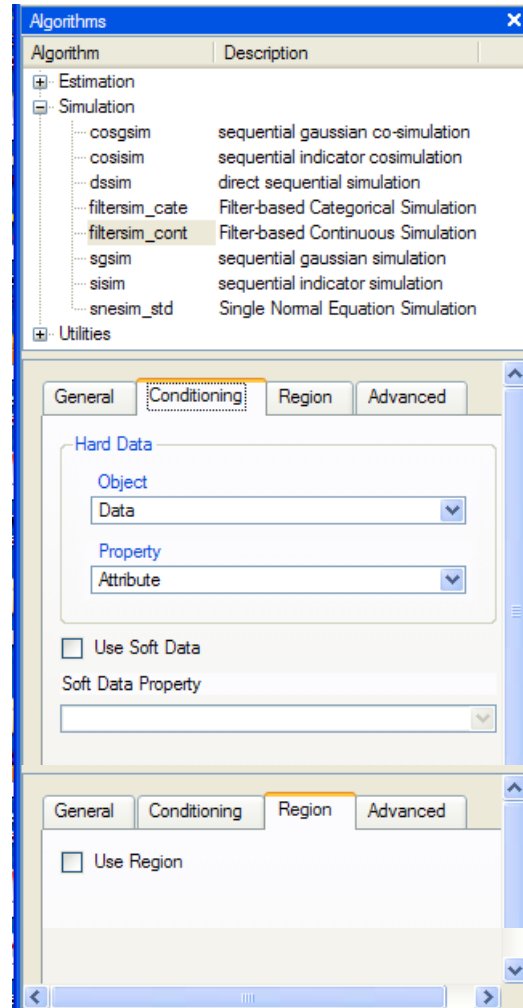 Algorithms
Algorithm Description
Estimation
Simulation
cosgsim sequential gaussian co-simulation
cosisim sequential indicator cosimulation
dssim direct sequential simulation
filtersim_cate Filter-based Categorical Simulation
filtersim_cont Filter-based Continuous Simulation
sgsim sequential gaussian simulation
sisim sequential indicator simulation
snesim_std Single Normal Equation Simulation
Utilities
General Conditioning Region Advanced
Hard Data
Object
Data
Property
Attribute
Use Soft Data
Soft Data Property
General Conditioning Region Advanced
Use Region